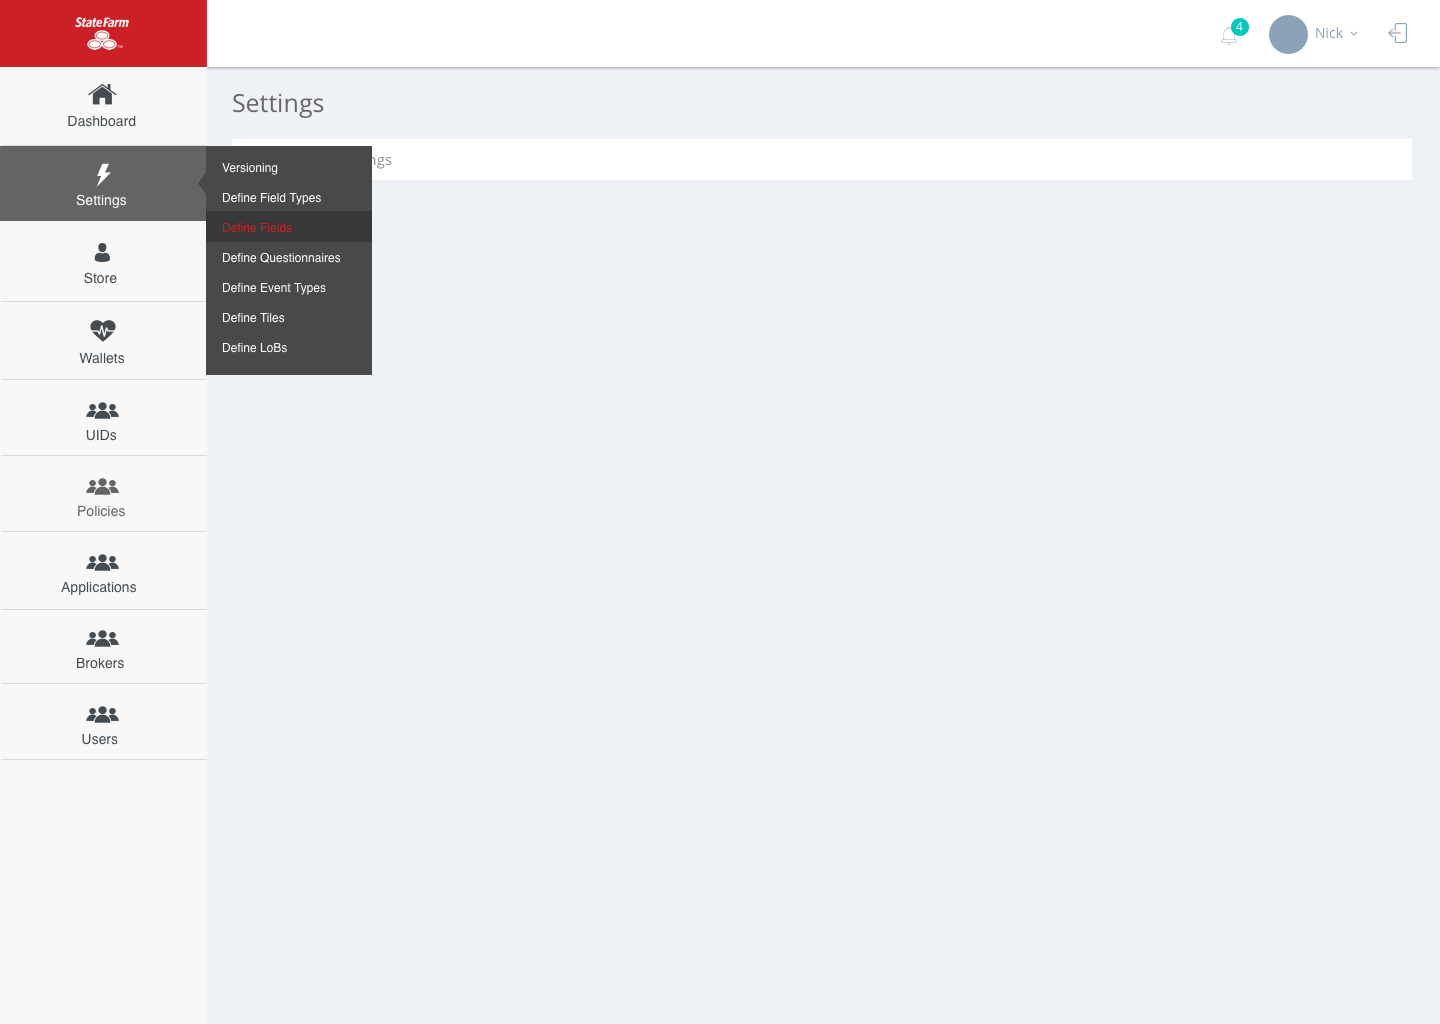 StateFarm
4
Nick
Dashboard
Settings
Store
Wallets
UIDs
Policies
Applications
Brokers
Users
Settings
Versioning
Define Field Types
Define Fields
Define Questionnaires
Define Event Types
Define Tiles
Define LoBs